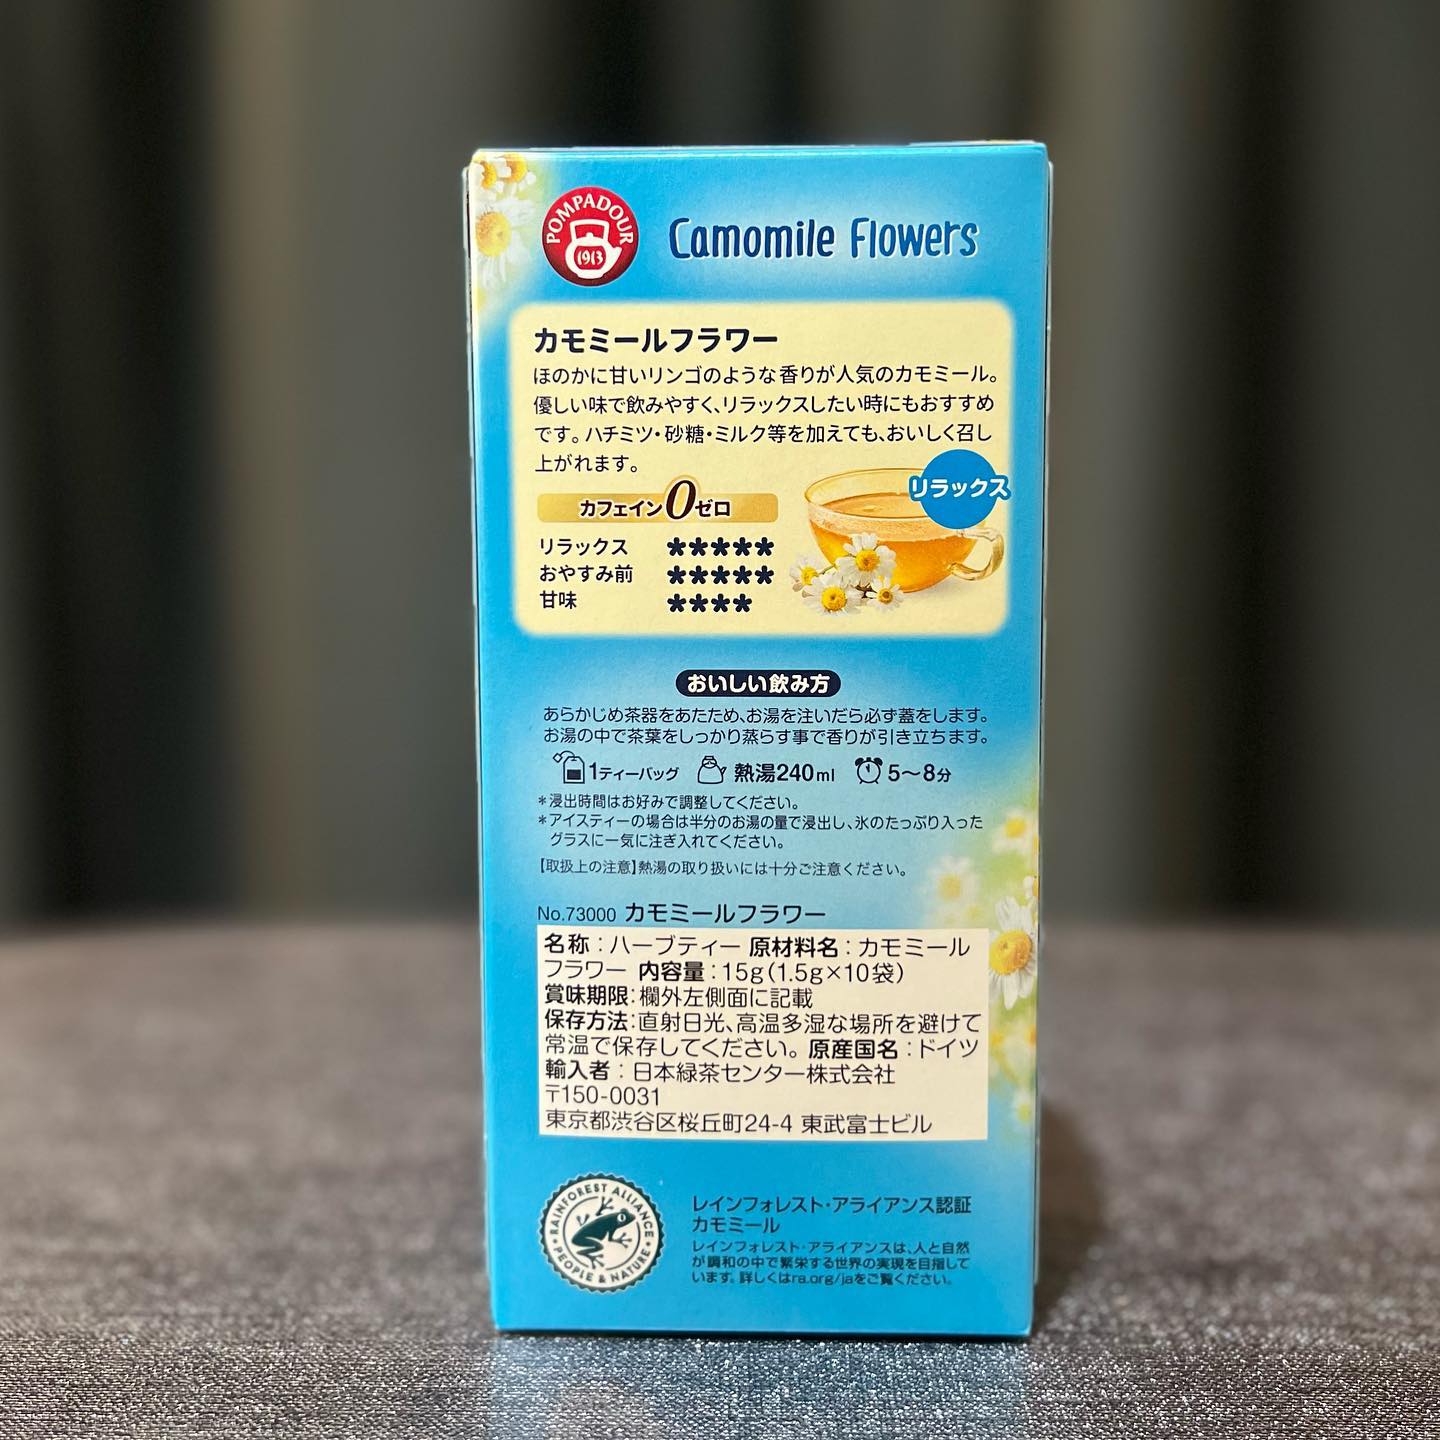 POMPADOUR
1913
Camomile Flowers
カモミールフラワー
ほのかに甘いリンゴのような香りが人気のカモミール。
優しい味で飲みやすく、リラックスしたい時にもおすすめ
です。ハチミツ・砂糖・ミルク等を加えても、おいしく召し
上がれます。
リラックス
カフェイン0ゼロ
リラックス *****
おやすみ前 *****
甘味 ****
おいしい飲み方
あらかじめ茶器をあたため、お湯を注いだら必ず蓋をします。
お湯の中で茶葉をしっかり蒸らす事で香りが引き立ちます。
1ティーバッグ 熱湯240ml 5〜8分
*浸出時間はお好みで調整してください。
*アイスティーの場合は半分のお湯の量で浸出し、氷のたっぷり入った
グラスに一気に注ぎ入れてください。
【取扱上の注意】熱湯の取り扱いには十分ご注意ください。
No.73000 カモミールフラワー
名称：ハーブティー 原材料名：カモミール
フラワー 内容量：15g(1.5g×10袋)
賞味期限：欄外左側面に記載
保存方法：直射日光、高温多湿な場所を避けて
常温で保存してください。原産国名：ドイツ
輸入者：日本緑茶センター株式会社
〒150-0031
東京都渋谷区桜丘町24-4 東武富士ビル
RAINFOREST ALLIANCE
PEOPLE & NATURE
レインフォレスト・アライアンス認証
カモミール
レインフォレスト・アライアンスは、人と自然
が調和の中で繁栄する世界の実現を目指して
います。詳しくはra.org/jaをご覧ください。